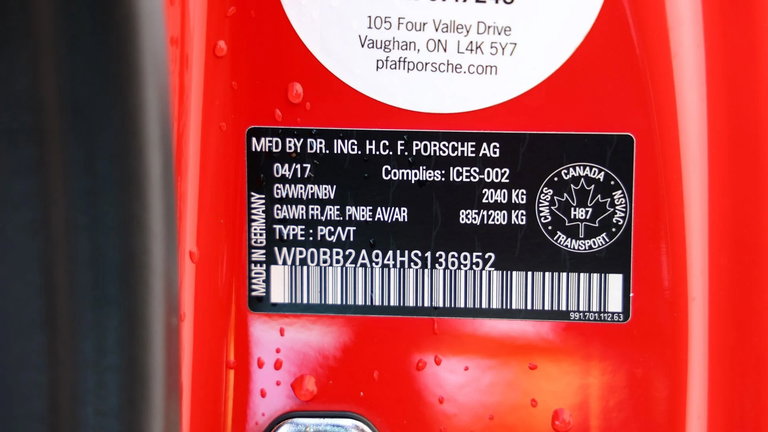 105 Four Valley Drive
Vaughan, ON L4K 5Y7
pfaffporsche.com
MFD BY DR. ING. H.C. F. PORSCHE AG
04/17 Complies: ICES-002
GVWR/PNBV 2040 KG
GAWR FR./RE. PNBE AV/AR 835/1280 KG
TYPE : PC/VT
WP0BB2A94HS136952
MADE IN GERMANY
CANADA
CMVSS
NSVAC
H87
TRANSPORT
991.701.112.63